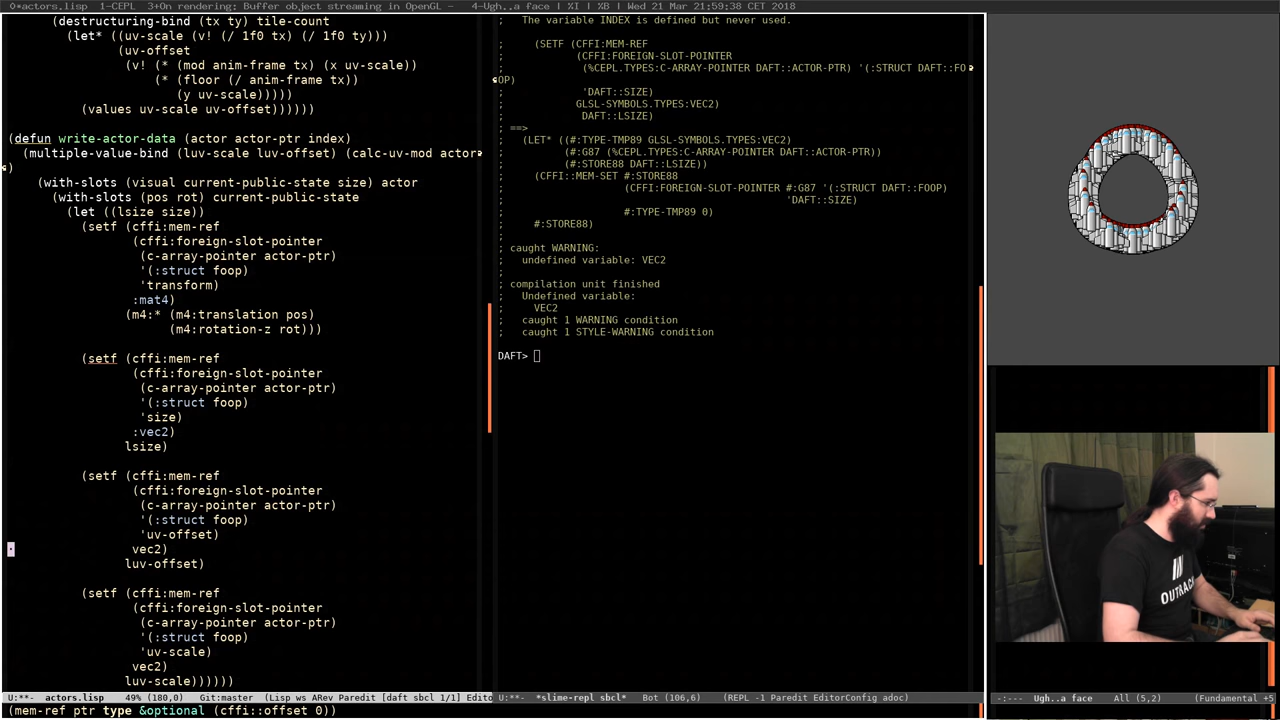 0*actors.lisp  1-CEPL  3+On rendering: Buffer object streaming in OpenGL -  4-Ugh..a face | XI | XB | Wed 21 Mar 21:59:38 CET 2018
(destructuring-bind (tx ty) tile-count
(let* ((uv-scale (v! (/ 1f0 tx) (/ 1f0 ty)))
(uv-offset
(v! (* (mod anim-frame tx) (x uv-scale))
(* (floor (/ anim-frame tx))
(y uv-scale)))))
(values uv-scale uv-offset))))))
(defun write-actor-data (actor actor-ptr index)
(multiple-value-bind (luv-scale luv-offset) (calc-uv-mod actor
)
(with-slots (visual current-public-state size) actor
(with-slots (pos rot) current-public-state
(let ((lsize size))
(setf (cffi:mem-ref
(cffi:foreign-slot-pointer
(c-array-pointer actor-ptr)
'(:struct foop)
'transform)
:mat4)
(m4:* (m4:translation pos)
(m4:rotation-z rot)))
(setf (cffi:mem-ref
(cffi:foreign-slot-pointer
(c-array-pointer actor-ptr)
'(:struct foop)
'size)
:vec2)
lsize)
(setf (cffi:mem-ref
(cffi:foreign-slot-pointer
(c-array-pointer actor-ptr)
'(:struct foop)
'uv-offset)
vec2)
luv-offset)
(setf (cffi:mem-ref
(cffi:foreign-slot-pointer
(c-array-pointer actor-ptr)
'(:struct foop)
'uv-scale)
vec2)
luv-scale))))))
U:**-  actors.lisp   49% (180,0)   Git:master  (Lisp ws ARev Paredit [daft sbcl 1/1] Edito
(mem-ref ptr type &optional (cffi::offset 0))
;   The variable INDEX is defined but never used.
;     (SETF (CFFI:MEM-REF
;            (CFFI:FOREIGN-SLOT-POINTER
;             (%CEPL.TYPES:C-ARRAY-POINTER DAFT::ACTOR-PTR) '(:STRUCT DAFT::FO
OP)
;             'DAFT::SIZE)
;            GLSL-SYMBOLS.TYPES:VEC2)
;             DAFT::LSIZE)
; ==>
;   (LET* ((#:TYPE-TMP89 GLSL-SYMBOLS.TYPES:VEC2)
;          (#:G87 (%CEPL.TYPES:C-ARRAY-POINTER DAFT::ACTOR-PTR))
;          (#:STORE88 DAFT::LSIZE))
;     (CFFI::MEM-SET #:STORE88
;                    (CFFI:FOREIGN-SLOT-POINTER #:G87 '(:STRUCT DAFT::FOOP)
;                                               'DAFT::SIZE)
;                    #:TYPE-TMP89 0)
;     #:STORE88)
;
; caught WARNING:
;   undefined variable: VEC2
;
; compilation unit finished
;   Undefined variable:
;     VEC2
;   caught 1 WARNING condition
;   caught 1 STYLE-WARNING condition
DAFT>
U:**-  *slime-repl sbcl*   Bot (106,6)    (REPL -1 Paredit EditorConfig adoc)
OUTRAC
-:---  Ugh..a face    All (5,2)     (Fundamental +5